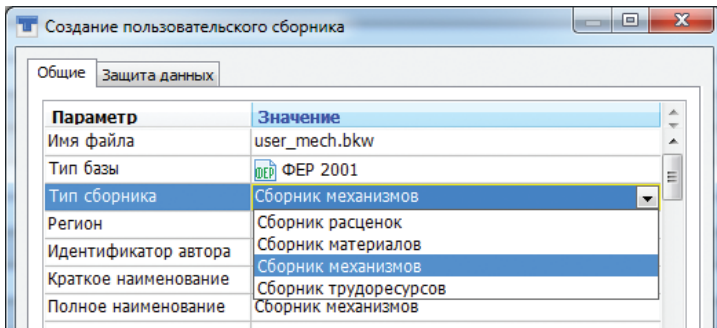 Создание пользовательского сборника
Общие Защита данных
Параметр Значение
Имя файла user_mech.bkw
Тип базы ФЕР ФЕР 2001
Тип сборника Сборник механизмов
Регион Сборник расценок
Идентификатор автора Сборник материалов
Сборник механизмов
Краткое наименование Сборник трудоресурсов
Полное наименование Сборник механизмов